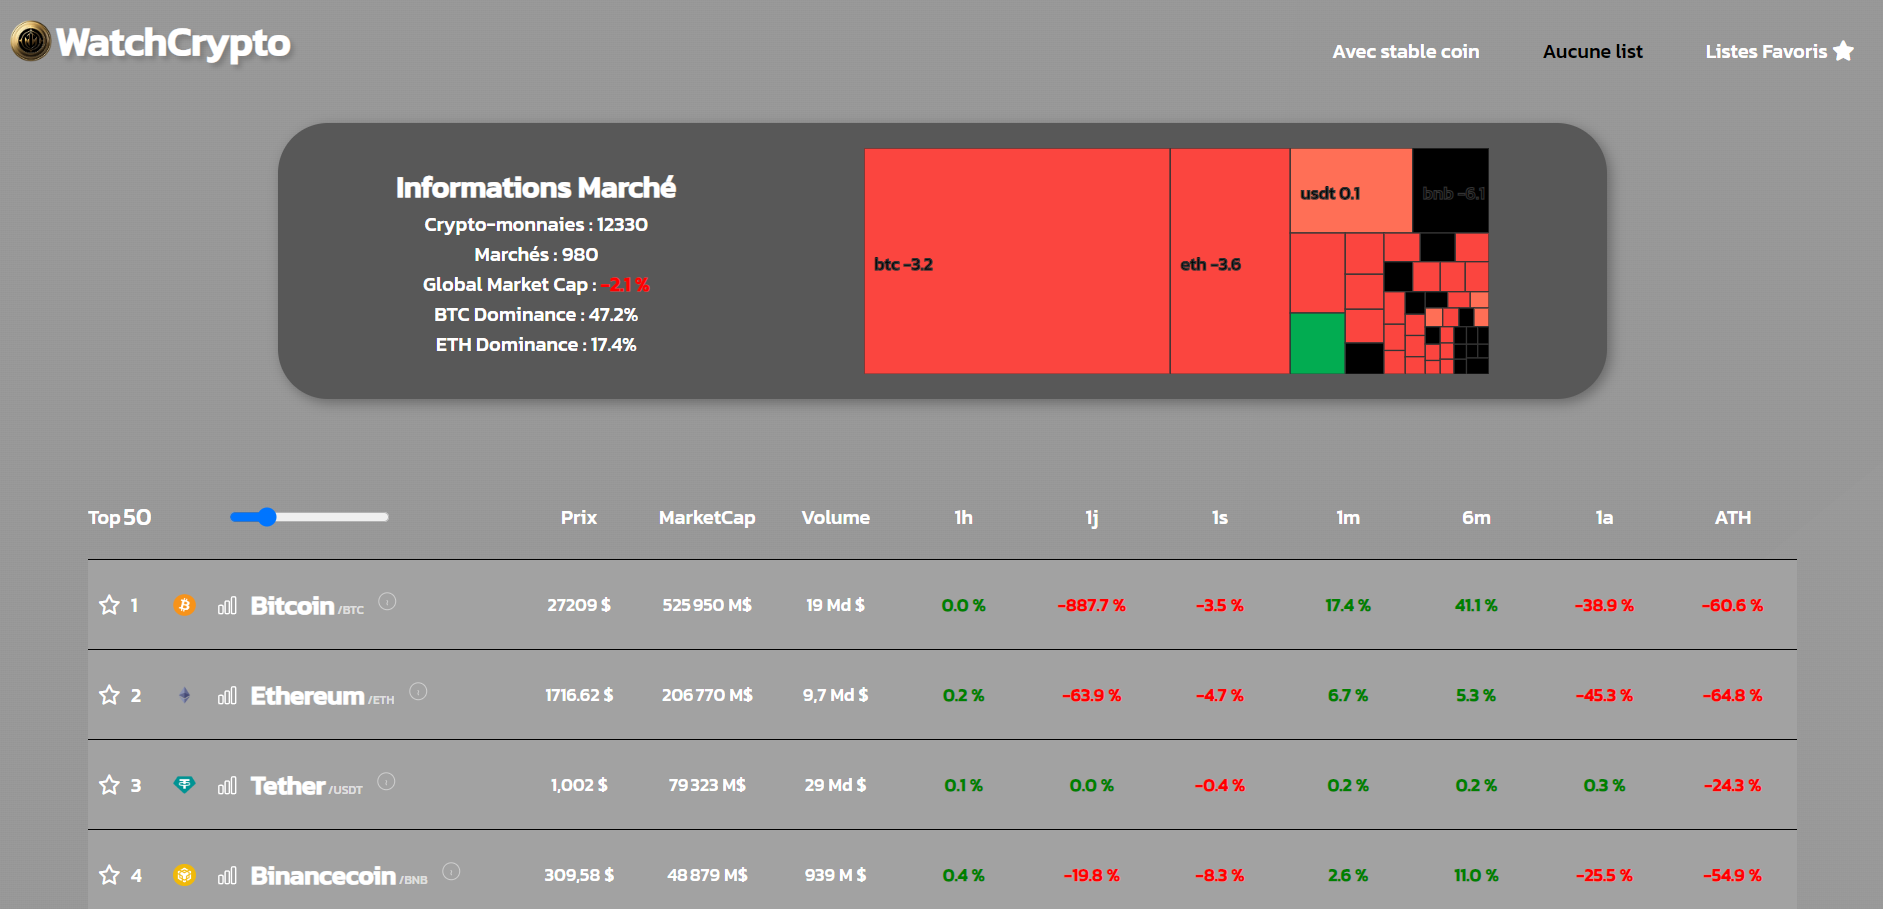 WatchCrypto
Avec stable coin Aucune list Listes Favoris
Informations Marché
Crypto-monnaies : 12330
Marchés : 980
Global Market Cap : -2.1 %
BTC Dominance : 47.2%
ETH Dominance : 17.4%
btc -3.2
eth -3.6
usdt 0.1
bnb -6.1
Top 50 Prix MarketCap Volume 1h 1j 1s 1m 6m 1a ATH
1 Bitcoin /BTC 27209 $ 525 950 M$ 19 Md $ 0.0 % -887.7 % -3.5 % 17.4 % 41.1 % -38.9 % -60.6 %
2 Ethereum /ETH 1716.62 $ 206 770 M$ 9,7 Md $ 0.2 % -63.9 % -4.7 % 6.7 % 5.3 % -45.3 % -64.8 %
3 Tether /USDT 1,002 $ 79 323 M$ 29 Md $ 0.1 % 0.0 % -0.4 % 0.2 % 0.2 % 0.3 % -24.3 %
4 Binancecoin /BNB 309,58 $ 48 879 M$ 939 M $ 0.4 % -19.8 % -8.3 % 2.6 % 11.0 % -25.5 % -54.9 %